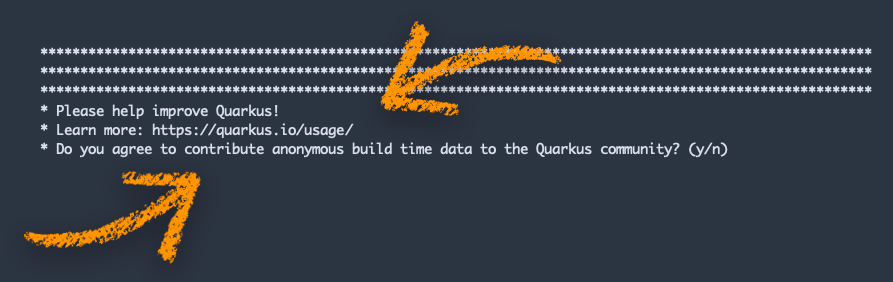 ********************************************************************************************************
********************************************************************************************************
********************************************************************************************************
* Please help improve Quarkus!
* Learn more: https://quarkus.io/usage/
* Do you agree to contribute anonymous build time data to the Quarkus community? (y/n)